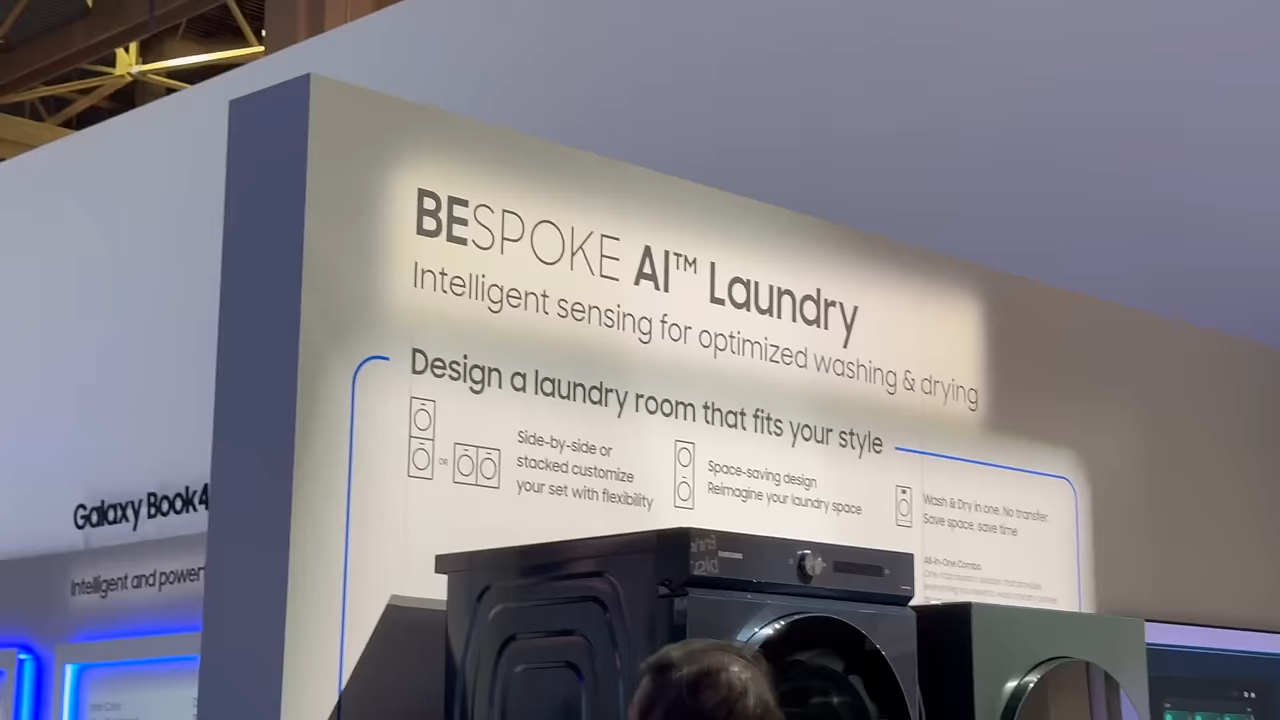 BESPOKE AI™ Laundry
Intelligent sensing for optimized washing & drying
Design a laundry room that fits your style
OR
Side-by-side or
stacked customize
your set with flexibility
Space-saving design
Reimagine your laundry space
Wash & Dry in one. No transfer.
Save space, save time
All-in-One Combo
SAMSUNG
Galaxy Book4
Intelligent and power